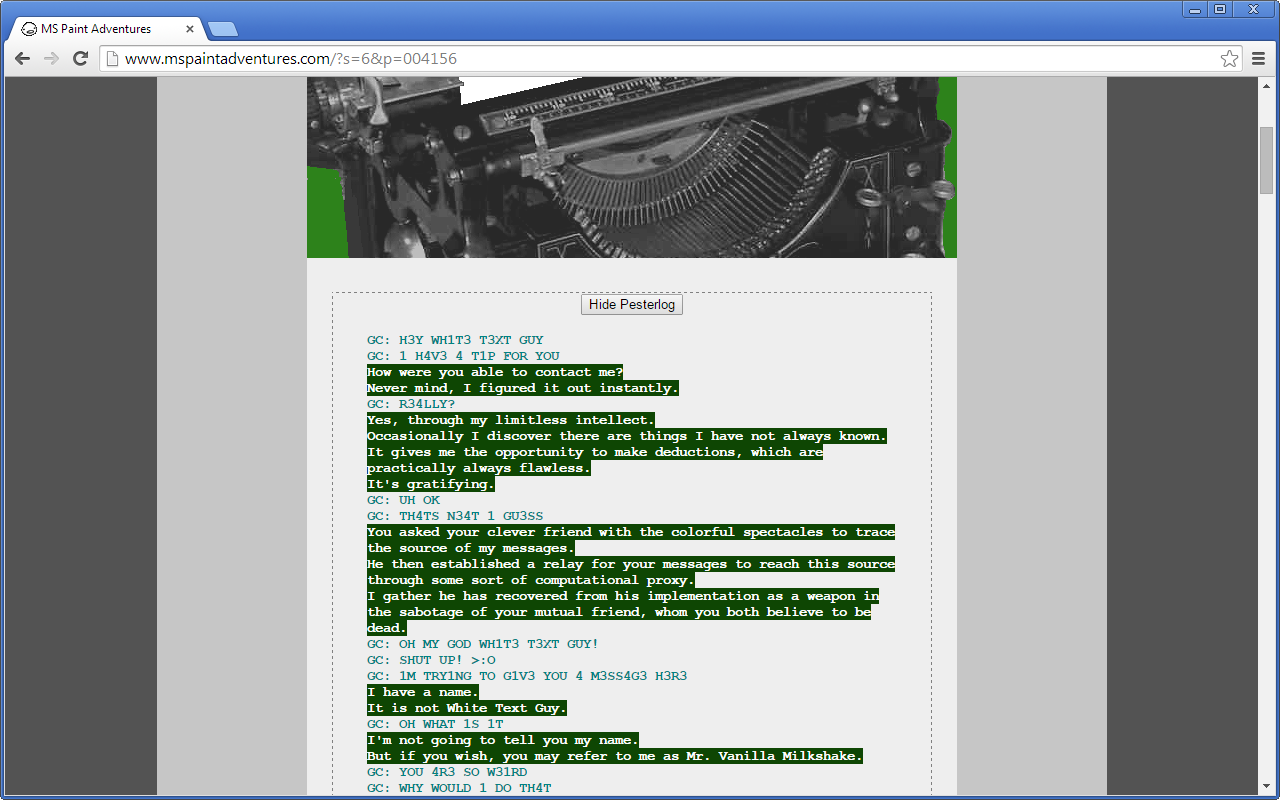 MS Paint Adventures
www.mspaintadventures.com/?s=6&p=004156
Hide Pesterlog
GC: H3Y WH1T3 T3XT GUY
GC: 1 H4V3 4 T1P FOR YOU
How were you able to contact me?
Never mind, I figured it out instantly.
GC: R34LLY?
Yes, through my limitless intellect.
Occasionally I discover there are things I have not always known.
It gives me the opportunity to make deductions, which are
practically always flawless.
It's gratifying.
GC: UH OK
GC: TH4TS N34T 1 GU3SS
You asked your clever friend with the colorful spectacles to trace
the source of my messages.
He then established a relay for your messages to reach this source
through some sort of computational proxy.
I gather he has recovered from his implementation as a weapon in
the sabotage of your mutual friend, whom you both believe to be
dead.
GC: OH MY GOD WH1T3 T3XT GUY!
GC: SHUT UP! >:O
GC: 1M TRY1NG TO G1V3 YOU 4 M3SS4G3 H3R3
I have a name.
It is not White Text Guy.
GC: OH WHAT 1S 1T
I'm not going to tell you my name.
But if you wish, you may refer to me as Mr. Vanilla Milkshake.
GC: YOU 4R3 SO W31RD
GC: WHY WOULD 1 DO TH4T